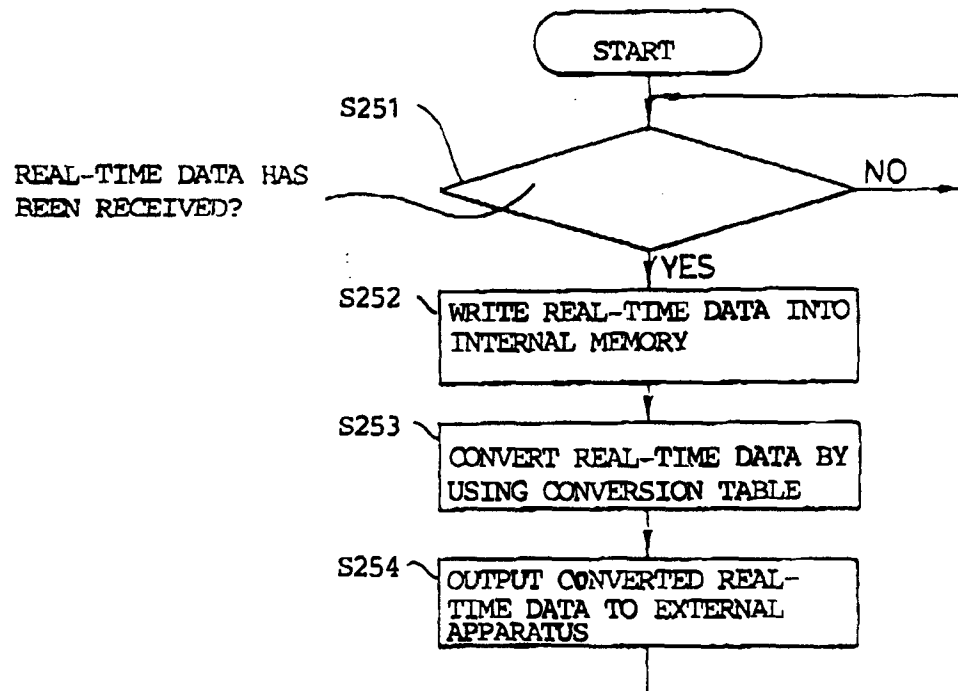 START
S251
REAL-TIME DATA HAS
BEEN RECEIVED?
NO
YES
S252
WRITE REAL-TIME DATA INTO
INTERNAL MEMORY
S253
CONVERT REAL-TIME DATA BY
USING CONVERSION TABLE
S254
OUTPUT CONVERTED REAL-
TIME DATA TO EXTERNAL
APPARATUS